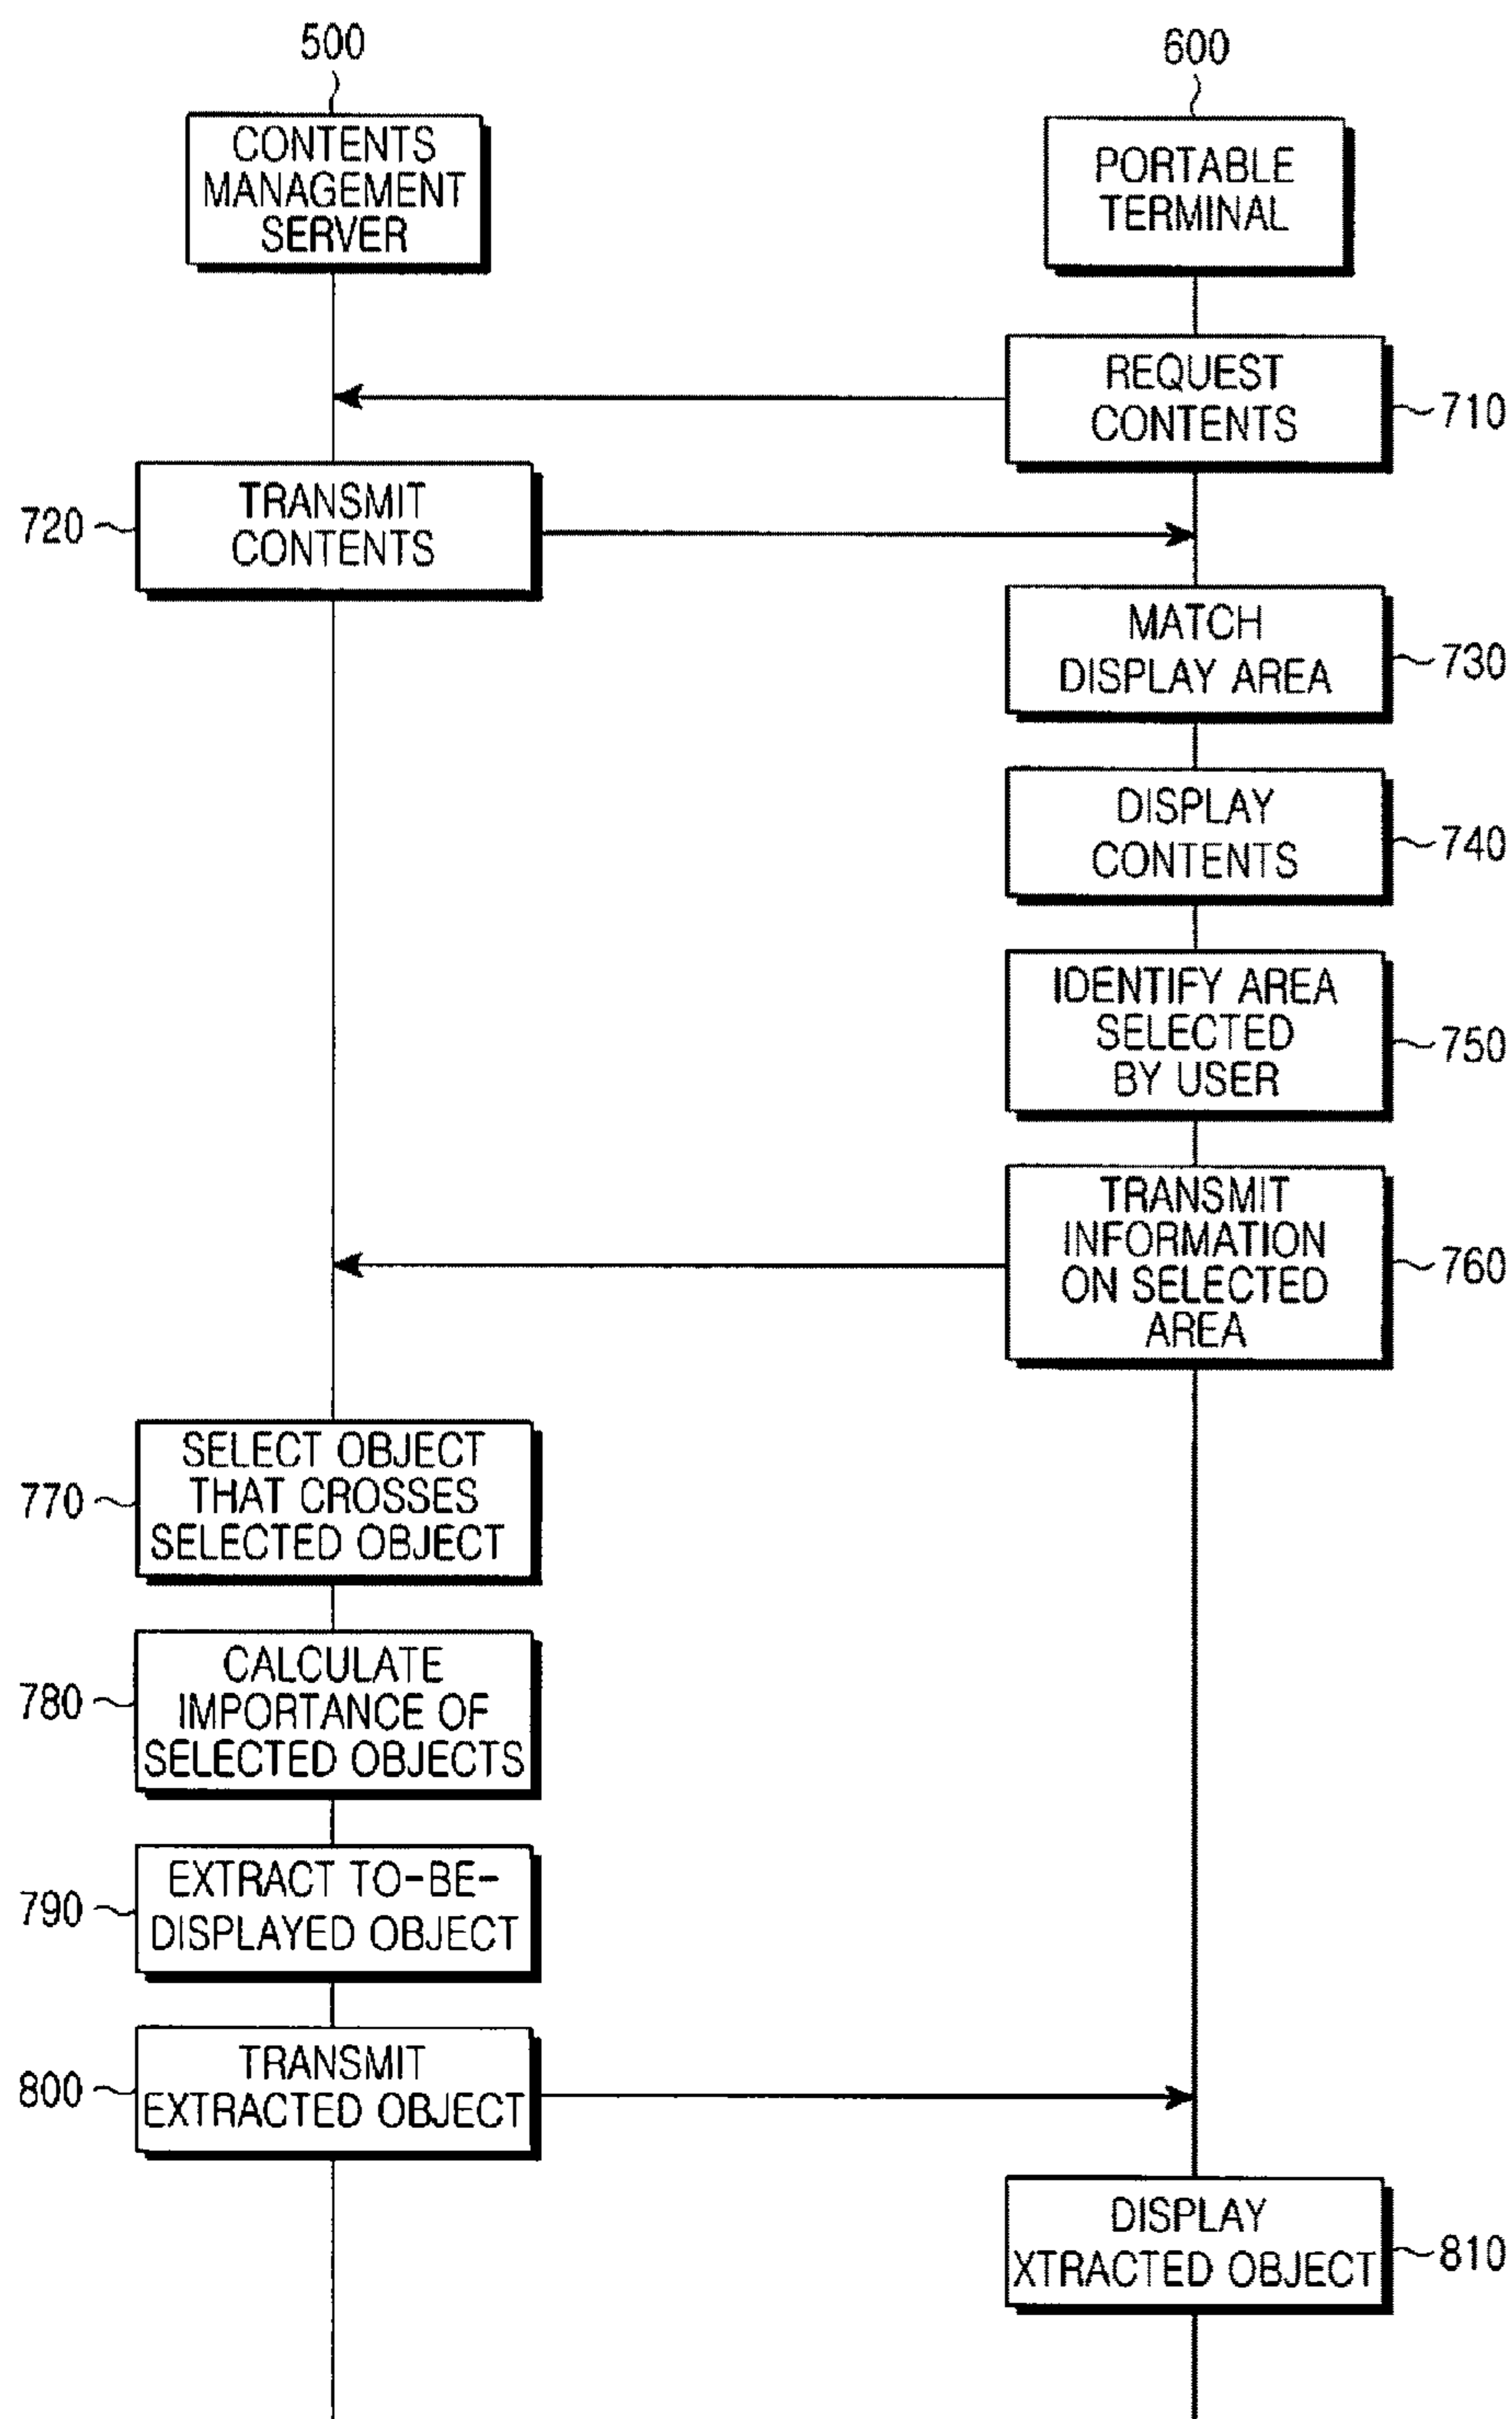 500
600
CONTENTS
MANAGEMENT
SERVER
PORTABLE
TERMINAL
REQUEST
CONTENTS
710
720
TRANSMIT
CONTENTS
MATCH
DISPLAY AREA
730
DISPLAY
CONTENTS
740
IDENTIFY AREA
SELECTED
BY USER
750
TRANSMIT
INFORMATION
ON SELECTED
AREA
760
770
SELECT OBJECT
THAT CROSSES
SELECTED OBJECT
780
CALCULATE
IMPORTANCE OF
SELECTED OBJECTS
790
EXTRACT TO-BE-
DISPLAYED OBJECT
800
TRANSMIT
EXTRACTED OBJECT
DISPLAY
XTRACTED OBJECT
810